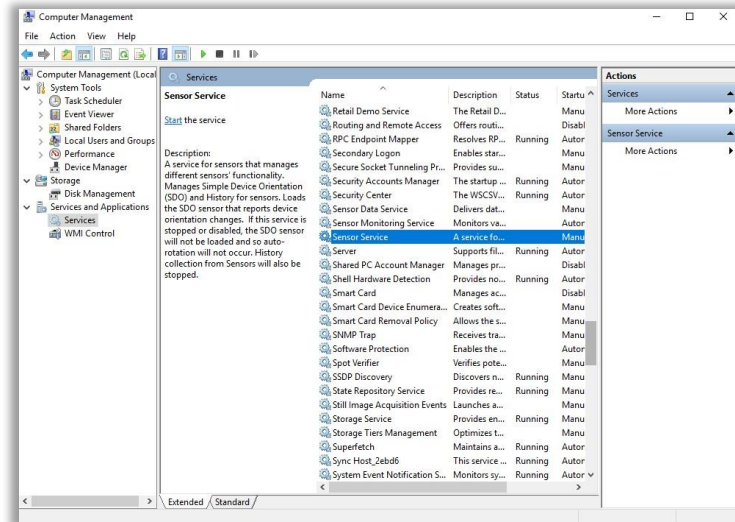 Computer Management
File Action View Help
Computer Management (Local
System Tools
Task Scheduler
Event Viewer
Shared Folders
Local Users and Groups
Performance
Device Manager
Storage
Disk Management
Services and Applications
Services
WMI Control
Services
Sensor Service
Start the service
Description:
A service for sensors that manages
different sensors' functionality.
Manages Simple Device Orientation
(SDO) and History for sensors. Loads
the SDO sensor that reports device
orientation changes. If this service is
stopped or disabled, the SDO sensor
will not be loaded and so auto-
rotation will not occur. History
collection from Sensors will also be
stopped.
Name Description Status Startu
Retail Demo Service The Retail D... Manu
Routing and Remote Access Offers routi... Disabl
RPC Endpoint Mapper Resolves RP... Running Autor
Secondary Logon Enables star... Manu
Secure Socket Tunneling Pr... Provides su... Manu
Security Accounts Manager The startup ... Running Autor
Security Center The WSCSV... Running Autor
Sensor Data Service Delivers dat... Manu
Sensor Monitoring Service Monitors va... Autor
Sensor Service A service fo... Manu
Server Supports fil... Running Autor
Shared PC Account Manager Manages pr... Disabl
Shell Hardware Detection Provides no... Running Autor
Smart Card Manages ac... Disabl
Smart Card Device Enumera... Creates soft... Manu
Smart Card Removal Policy Allows the s... Manu
SNMP Trap Receives tra... Manu
Software Protection Enables the ... Autor
Spot Verifier Verifies pote... Manu
SSDP Discovery Discovers n... Running Manu
State Repository Service Provides re... Running Manu
Still Image Acquisition Events Launches a... Manu
Storage Service Provides en... Running Manu
Storage Tiers Management Optimizes t... Manu
Superfetch Maintains a... Running Autor
Sync Host_2ebd6 This service ... Running Autor
System Event Notification S... Monitors sy... Running Autor
Extended Standard
Actions
Services
More Actions
Sensor Service
More Actions